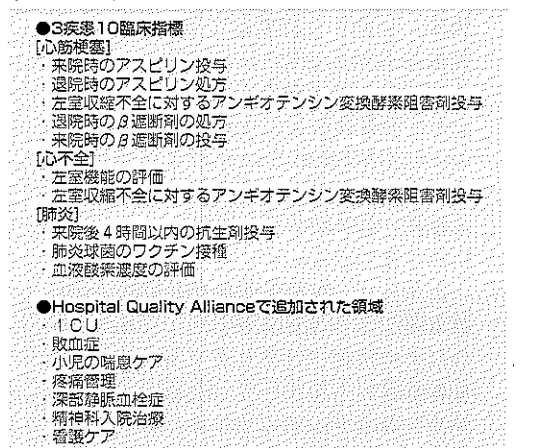 ●3疾患10臨床指標
[心筋梗塞]
・来院時のアスピリン投与
・退院時のアスピリン処方
・左室収縮不全に対するアンギオテンシン変換酵素阻害剤投与
・退院時のβ遮断剤の処方
・来院時のβ遮断剤の投与
[心不全]
・左室機能の評価
・左室収縮不全に対するアンギオテンシン変換酵素阻害剤投与
[肺炎]
・来院後4時間以内の抗生剤投与
・肺炎球菌のワクチン接種
・血液酸素濃度の評価
●Hospital Quality Allianceで追加された領域
・ICU
・敗血症
・小児の喘息ケア
・疼痛管理
・深部静脈血栓症
・精神科入院治療
・看護ケア